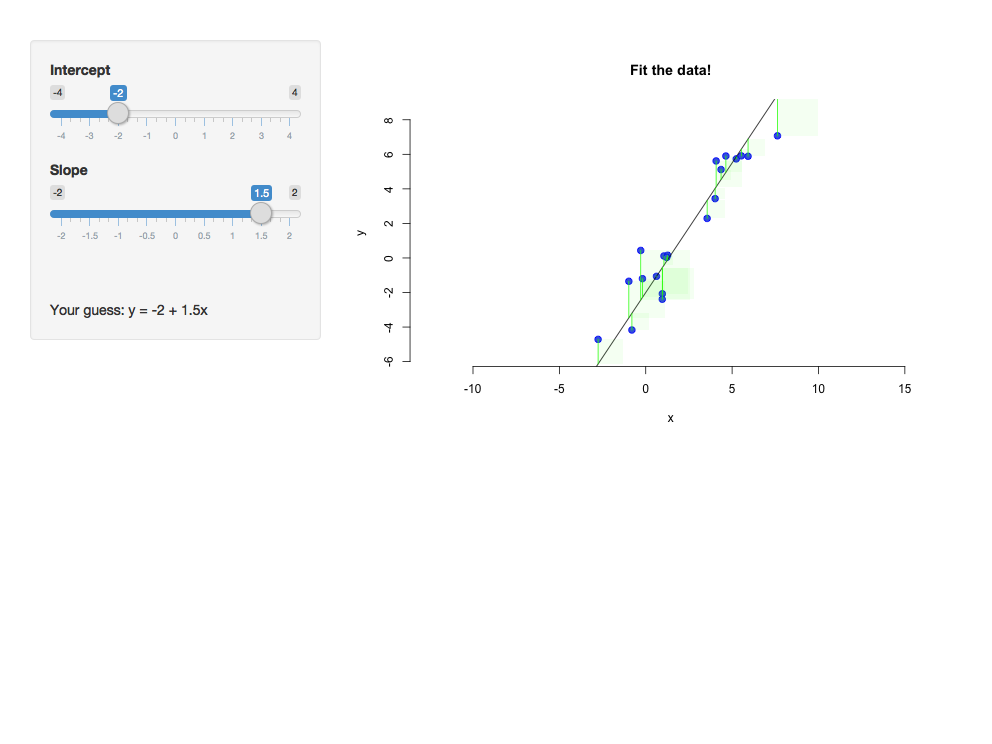 Intercept
-4 -2 4
-4 -3 -2 -1 0 1 2 3 4
Slope
-2 1.5 2
-2 -1.5 -1 -0.5 0 0.5 1 1.5 2
Your guess: y = -2 + 1.5x
Fit the data!
y
8
6
4
2
0
-2
-4
-6
-10 -5 0 5 10 15
x